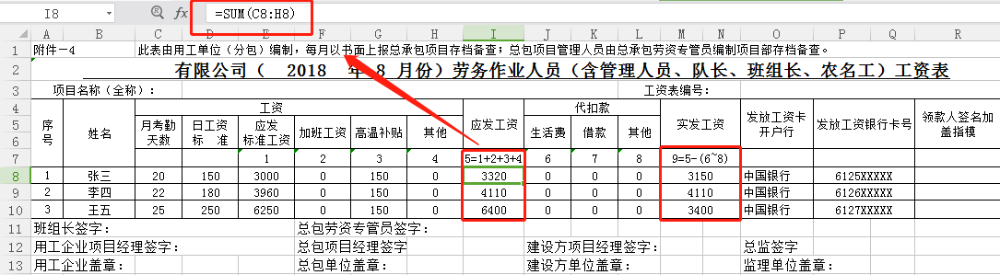 I8 fx =SUM(C8:H8)
A B C D E F G H I J K L M N O P Q R
1 附件－4 此表由用工单位（分包）编制，每月以书面上报总承包项目存档备查；总包项目管理人员由总承包劳资专管员编制项目部存档备查。
2 有限公司（ 2018 年 8 月份）劳务作业人员（含管理人员、队长、班组长、农名工）工资表
3 项目名称（全称）： 工资表编号：
4 序号 姓名 工资 应发工资 代扣款 实发工资 发放工资卡开户行 发放工资银行卡号 领款人签名加盖指模
5 月考勤天数 日工资标 准 应发标准工资 加班工资 高温补贴 其他 生活费 借款 其他
6
7 1 2 3 4 5=1+2+3+4 6 7 8 9=5-(6~8)
8 1 张三 20 150 3000 0 150 0 3320 0 0 0 3150 中国银行 6125XXXXX
9 2 李四 22 180 3960 0 150 0 4110 0 0 0 4110 中国银行 6126XXXXX
10 3 王五 25 250 6250 0 150 0 6400 0 0 0 3400 中国银行 6127XXXXX
11 班组长签字： 总包劳资专管员签字：
12 用工企业项目经理签字： 总包项目经理签字： 建设方项目经理签字： 总监签字
13 用工企业盖章： 总包单位盖章： 建设方单位盖章： 监理单位盖章：